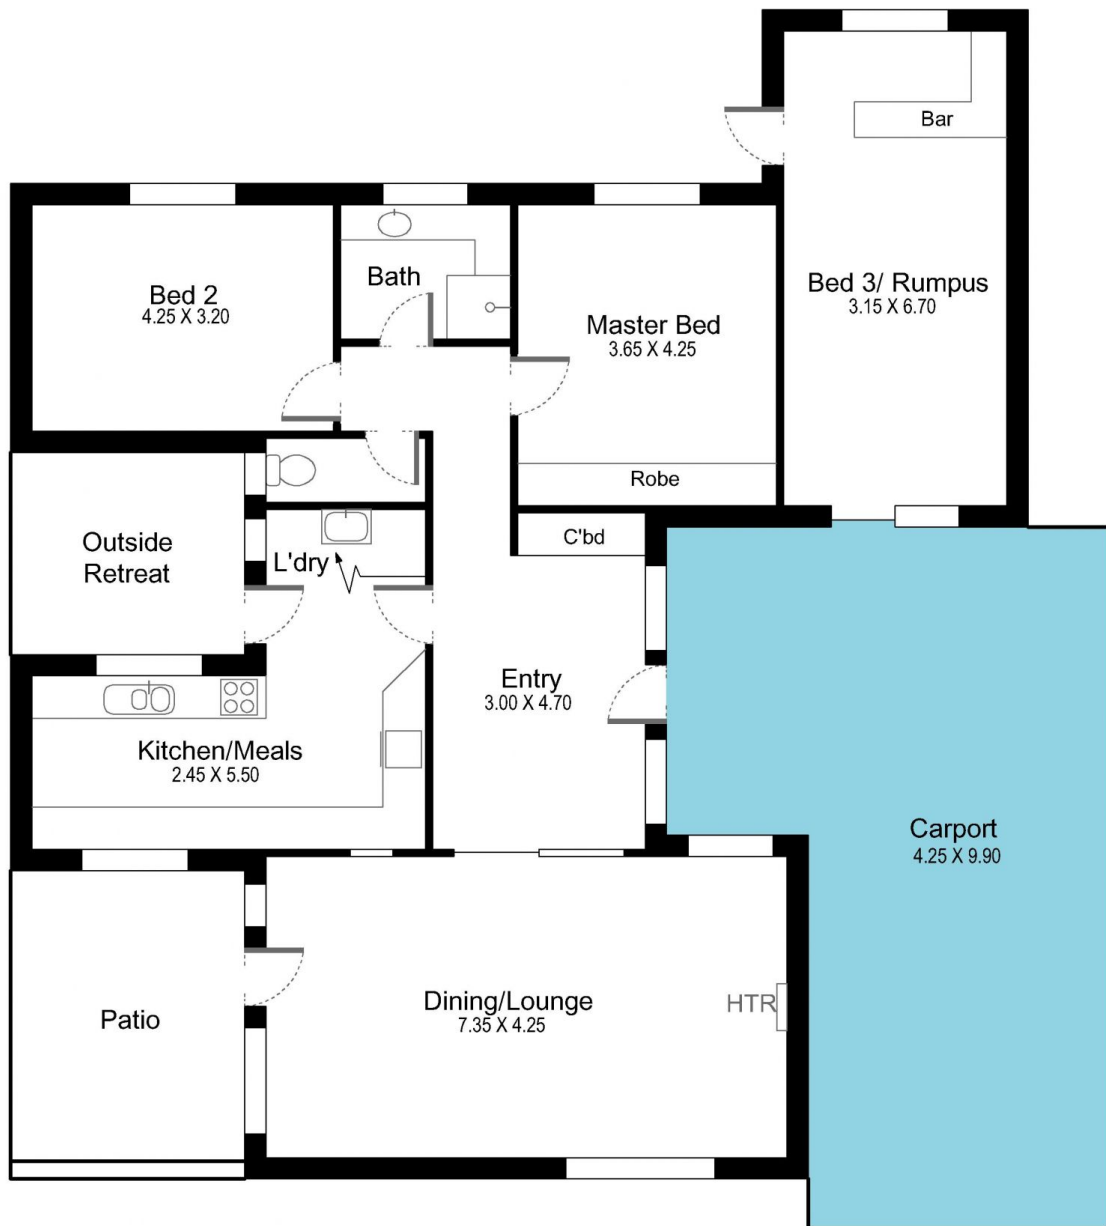 Bar
Bed 3/ Rumpus
3.15 X 6.70
Bath
Bed 2
4.25 X 3.20
Master Bed
3.65 X 4.25
Robe
C'bd
Outside
Retreat
L'dry
Entry
3.00 X 4.70
Kitchen/Meals
2.45 X 5.50
Carport
4.25 X 9.90
Patio
Dining/Lounge
7.35 X 4.25
HTR